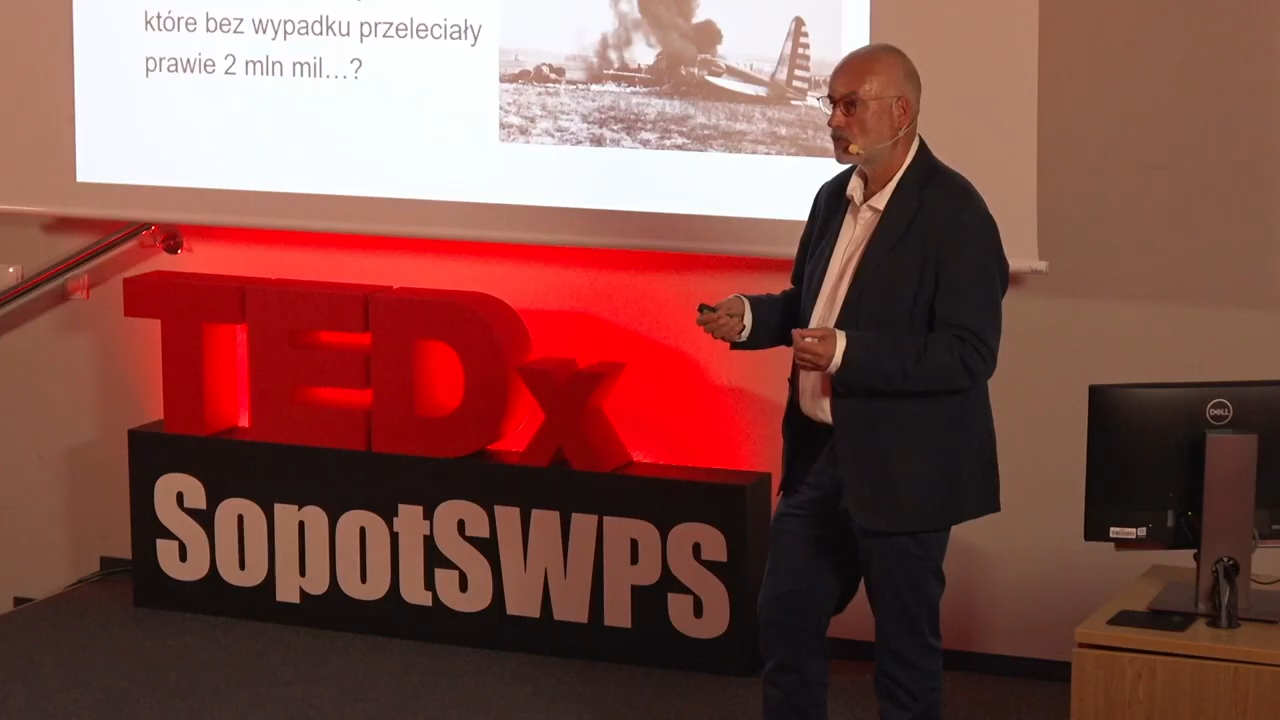 które bez wypadku przeleciały
prawie 2 mln mil…?
TEDx
SopotSWPS
DELL